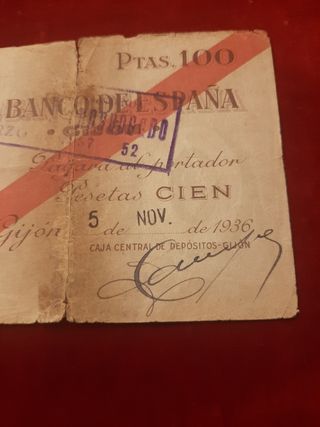 PTAS. 100
BANCO DE ESPAÑA
52
Pagará al portador
Pesetas CIEN
Gijón 5 de NOV. de 1936
CAJA CENTRAL DE DEPÓSITOS-GIJÓN